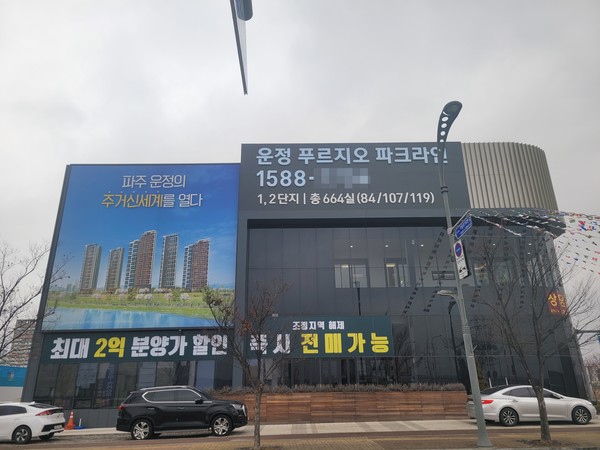 파주 운정의
주거신세계를 열다
운정 푸르지오 파크라인
1588-
1, 2단지 | 총 664실(84/107/119)
조정지역 해제
최대 2억 분양가 할인
즉시 전매가능